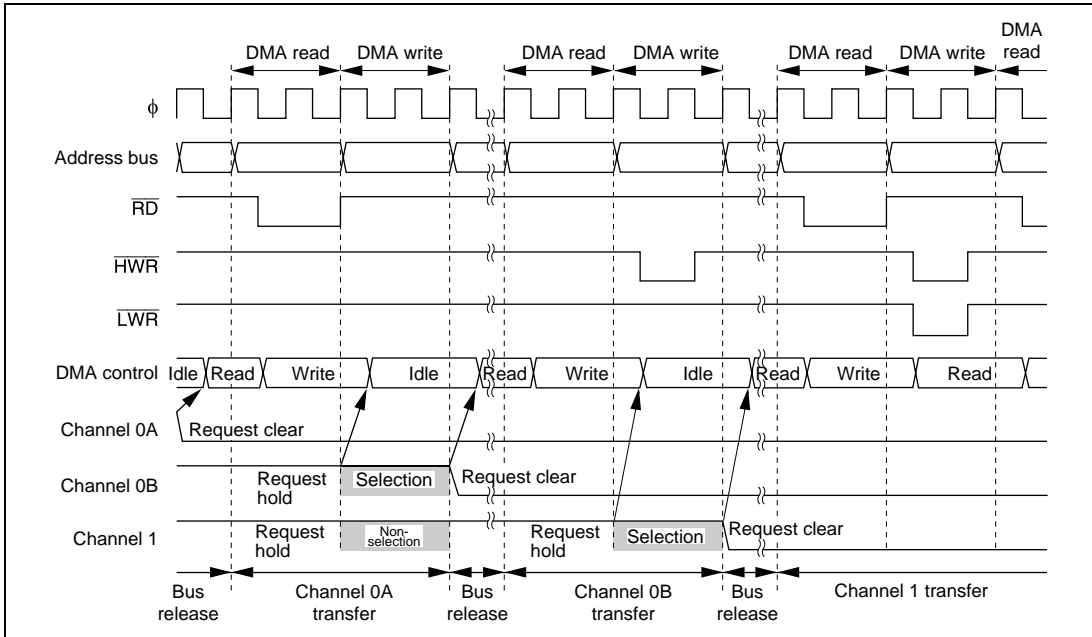 DMA read DMA write DMA read DMA write DMA read DMA write DMA read
ϕ
Address bus
RD
HWR
LWR
DMA control Idle Read Write Idle Read Write Idle Read Write Read
Channel 0A Request clear
Channel 0B Request hold Selection Request clear
Channel 1 Request hold Non-selection Request hold Selection Request clear
Bus release Channel 0A transfer Bus release Channel 0B transfer Bus release Channel 1 transfer